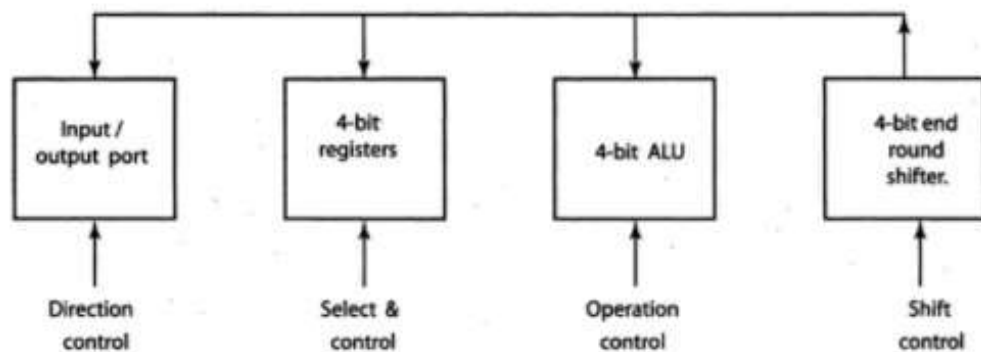 Input /
output port
4-bit
registers
4-bit ALU
4-bit end
round
shifter.
Direction
control
Select &
control
Operation
control
Shift
control